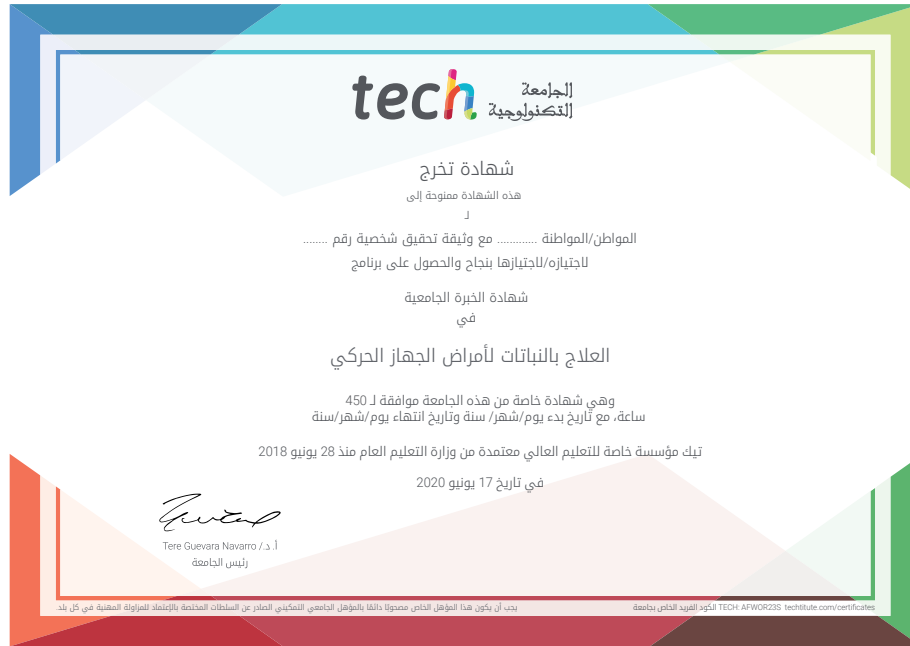 tech الجامعة
التكنولوجية
شهادة تخرج
هذه الشهادة ممنوحة إلى
لـ
المواطن/المواطنة ............ مع وثيقة تحقيق شخصية رقم ........
لاجتيازه/لاجتيازها بنجاح والحصول على برنامج
شهادة الخبرة الجامعية
في
العلاج بالنباتات لأمراض الجهاز الحركي
وهي شهادة خاصة من هذه الجامعة موافقة لـ 450
ساعة، مع تاريخ بدء يوم/شهر/ سنة وتاريخ انتهاء يوم/شهر/سنة
تيك مؤسسة خاصة للتعليم العالي معتمدة من وزارة التعليم العام منذ 28 يونيو 2018
في تاريخ 17 يونيو 2020
أ. د./ Tere Guevara Navarro
رئيس الجامعة
يجب أن يكون هذا المؤهل الخاص مصحوبًا دائمًا بالمؤهل الجامعي التمكيني الصادر عن السلطات المختصة بالإعتماد للمزاولة المهنية في كل بلد.
الكود الفريد الخاص بجامعة TECH: AFWOR23S techtitute.com/certificates